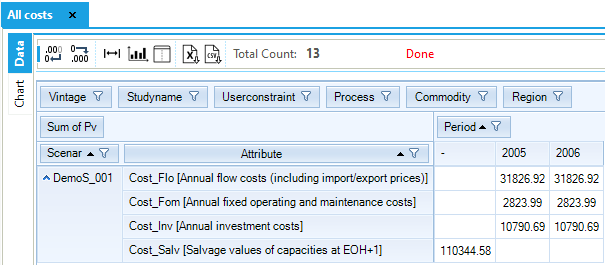 All costs ×
.000 .000 X CSV Total Count: 13 Done
Data
Chart
Vintage Studyname Userconstraint Process Commodity Region
Sum of Pv Period
Scenar Attribute - 2005 2006
DemoS_001 Cost_Flo [Annual flow costs (including import/export prices)] 31826.92 31826.92
Cost_Fom [Annual fixed operating and maintenance costs] 2823.99 2823.99
Cost_Inv [Annual investment costs] 10790.69 10790.69
Cost_Salv [Salvage values of capacities at EOH+1] 110344.58